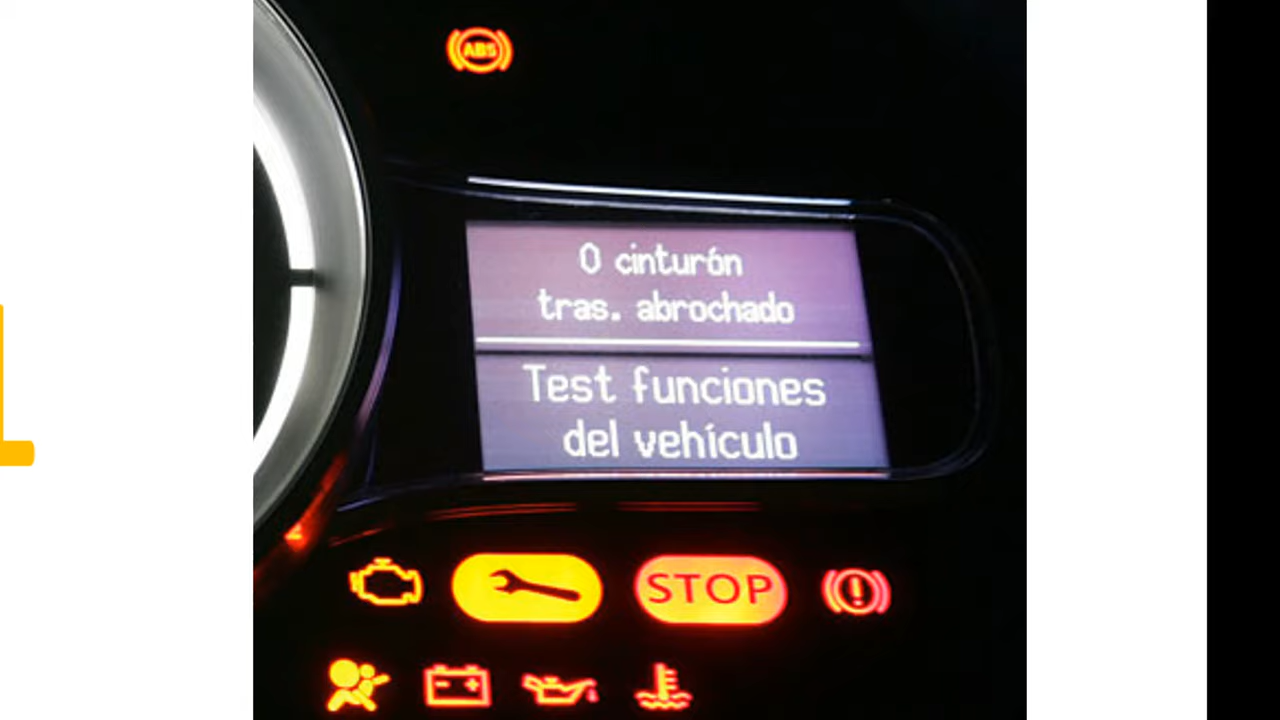 ABS
0 cinturón
tras. abrochado
Test funciones
del vehículo
STOP